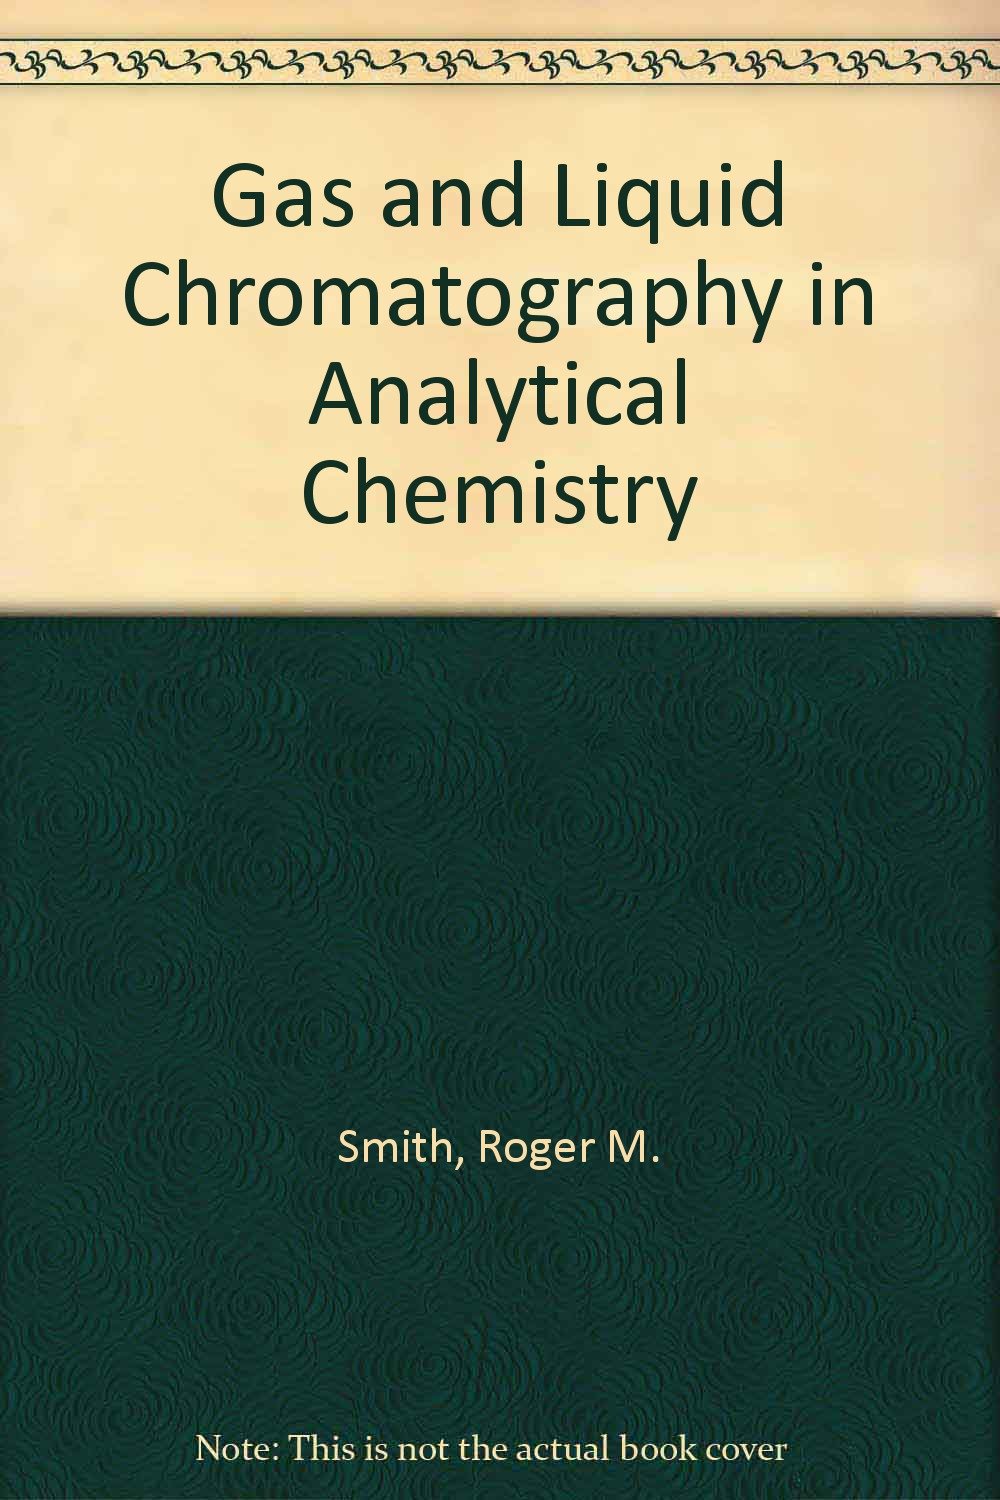 Gas and Liquid
Chromatography in
Analytical
Chemistry
Smith, Roger M.
Note: This is not the actual book cover